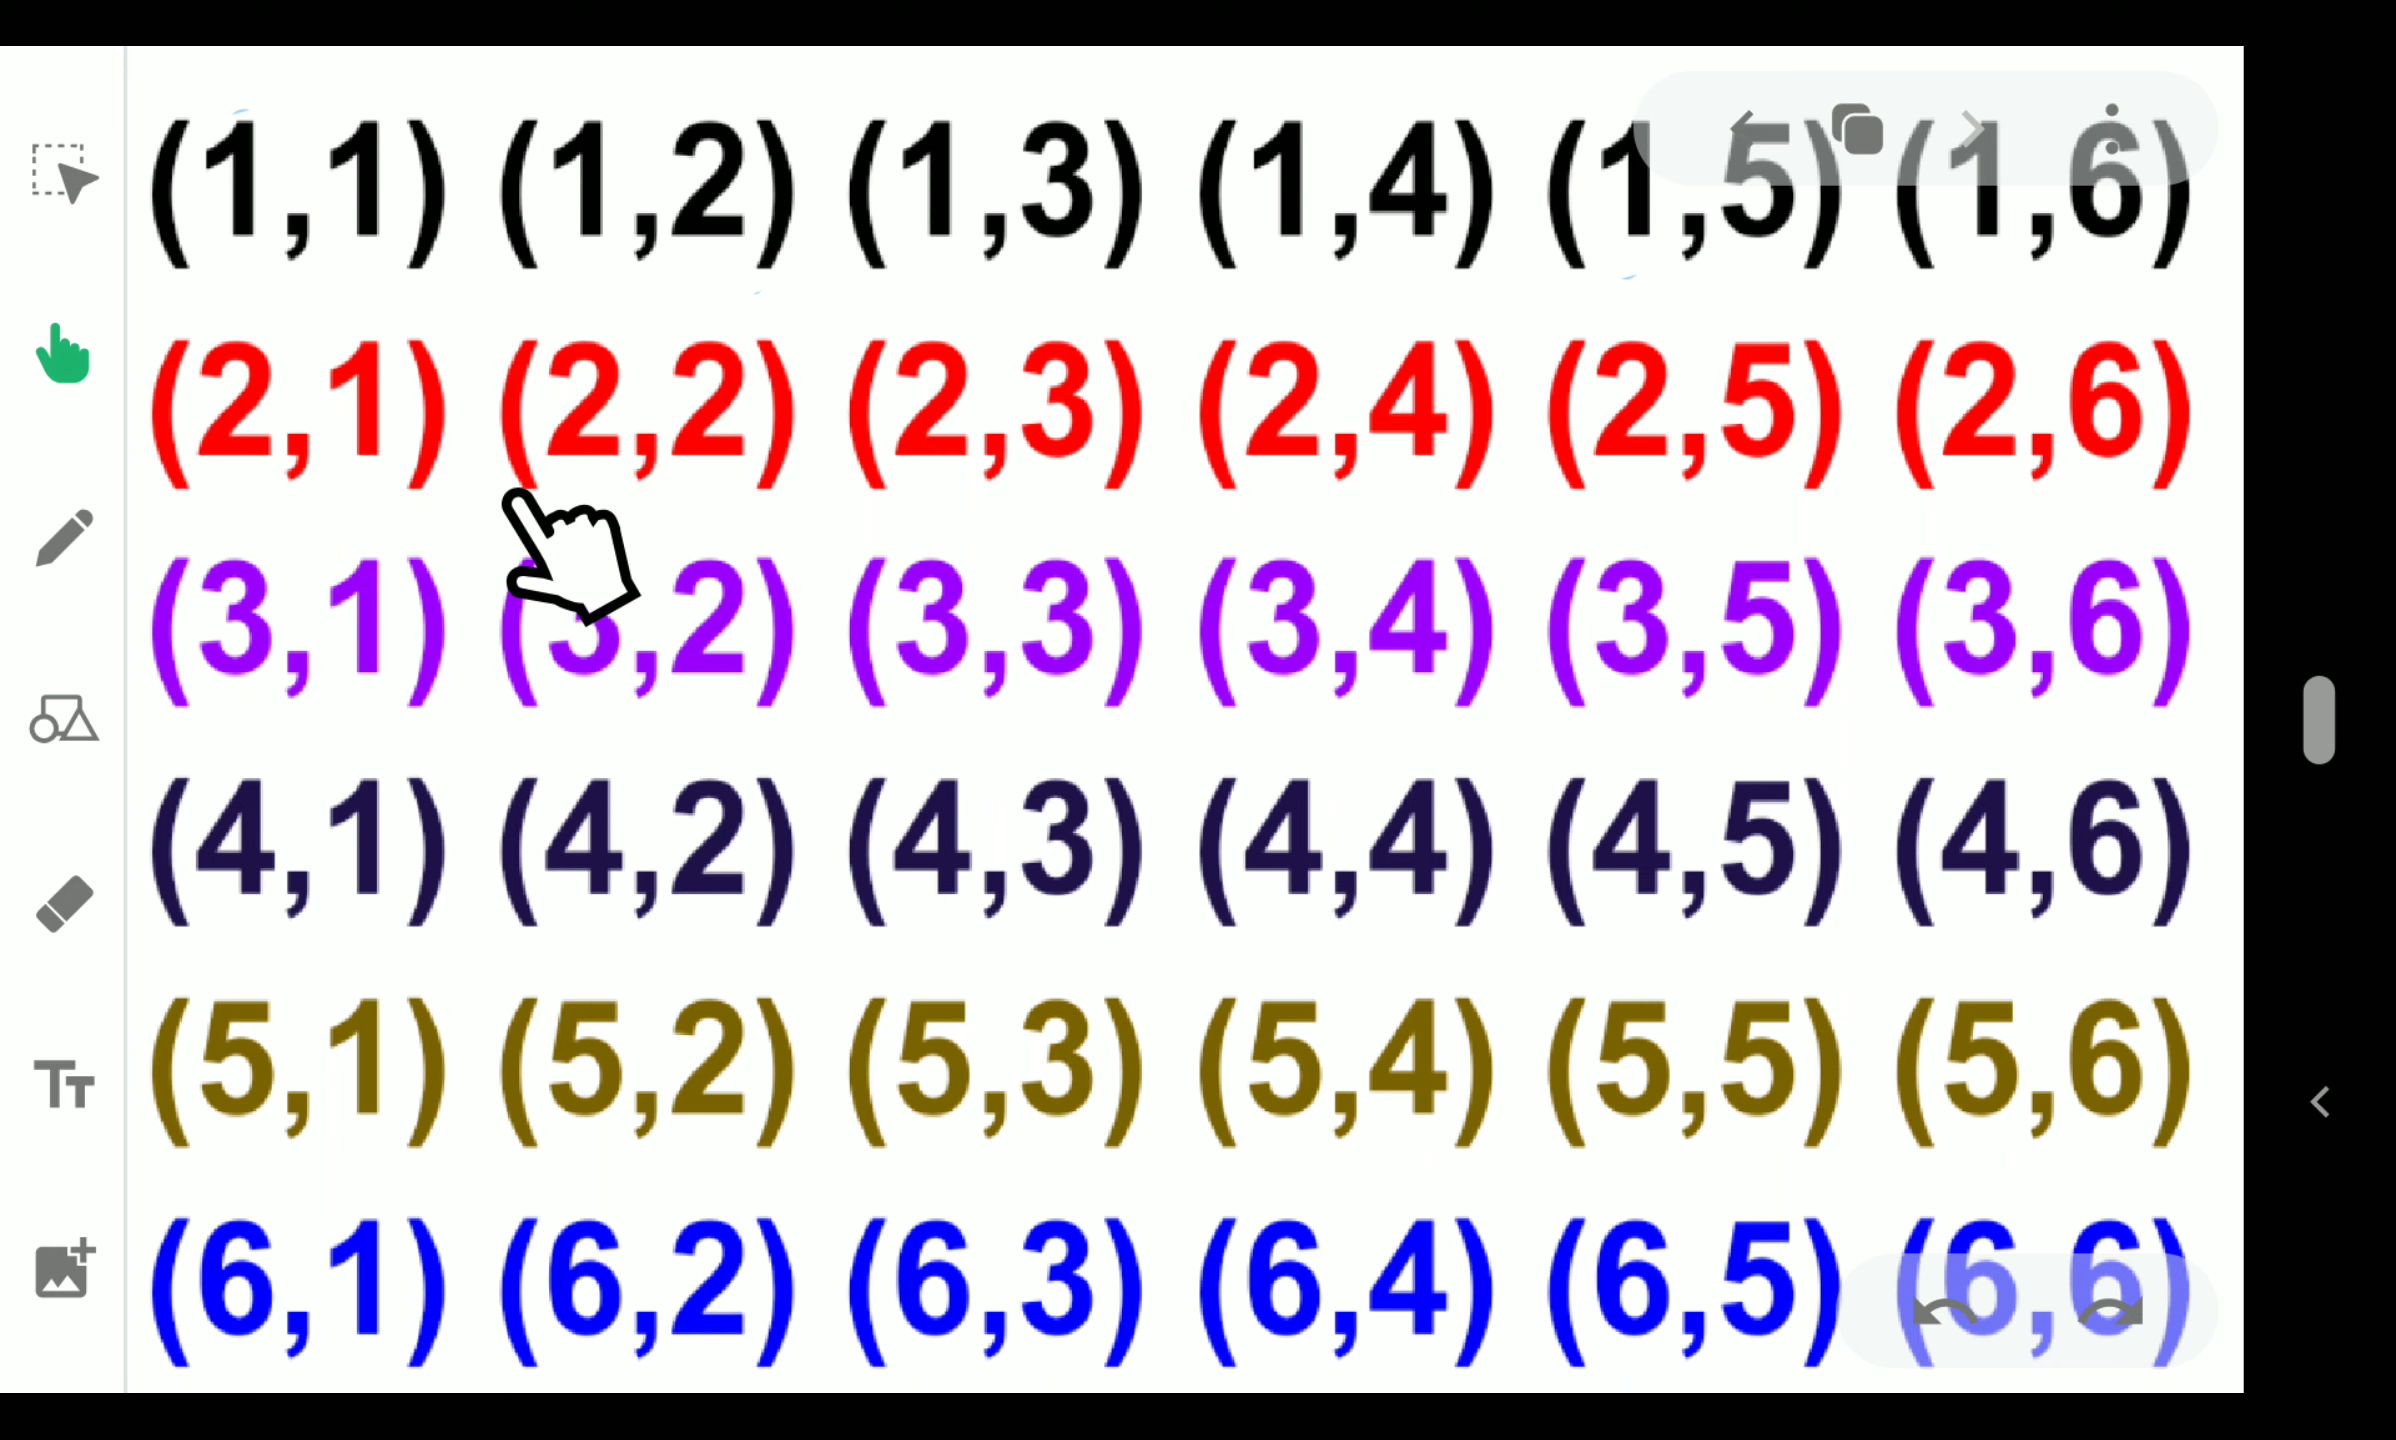 (1,1) (1,2) (1,3) (1,4) (1,5) (1,6)
(2,1) (2,2) (2,3) (2,4) (2,5) (2,6)
(3,1) (3,2) (3,3) (3,4) (3,5) (3,6)
(4,1) (4,2) (4,3) (4,4) (4,5) (4,6)
(5,1) (5,2) (5,3) (5,4) (5,5) (5,6)
(6,1) (6,2) (6,3) (6,4) (6,5) (6,6)